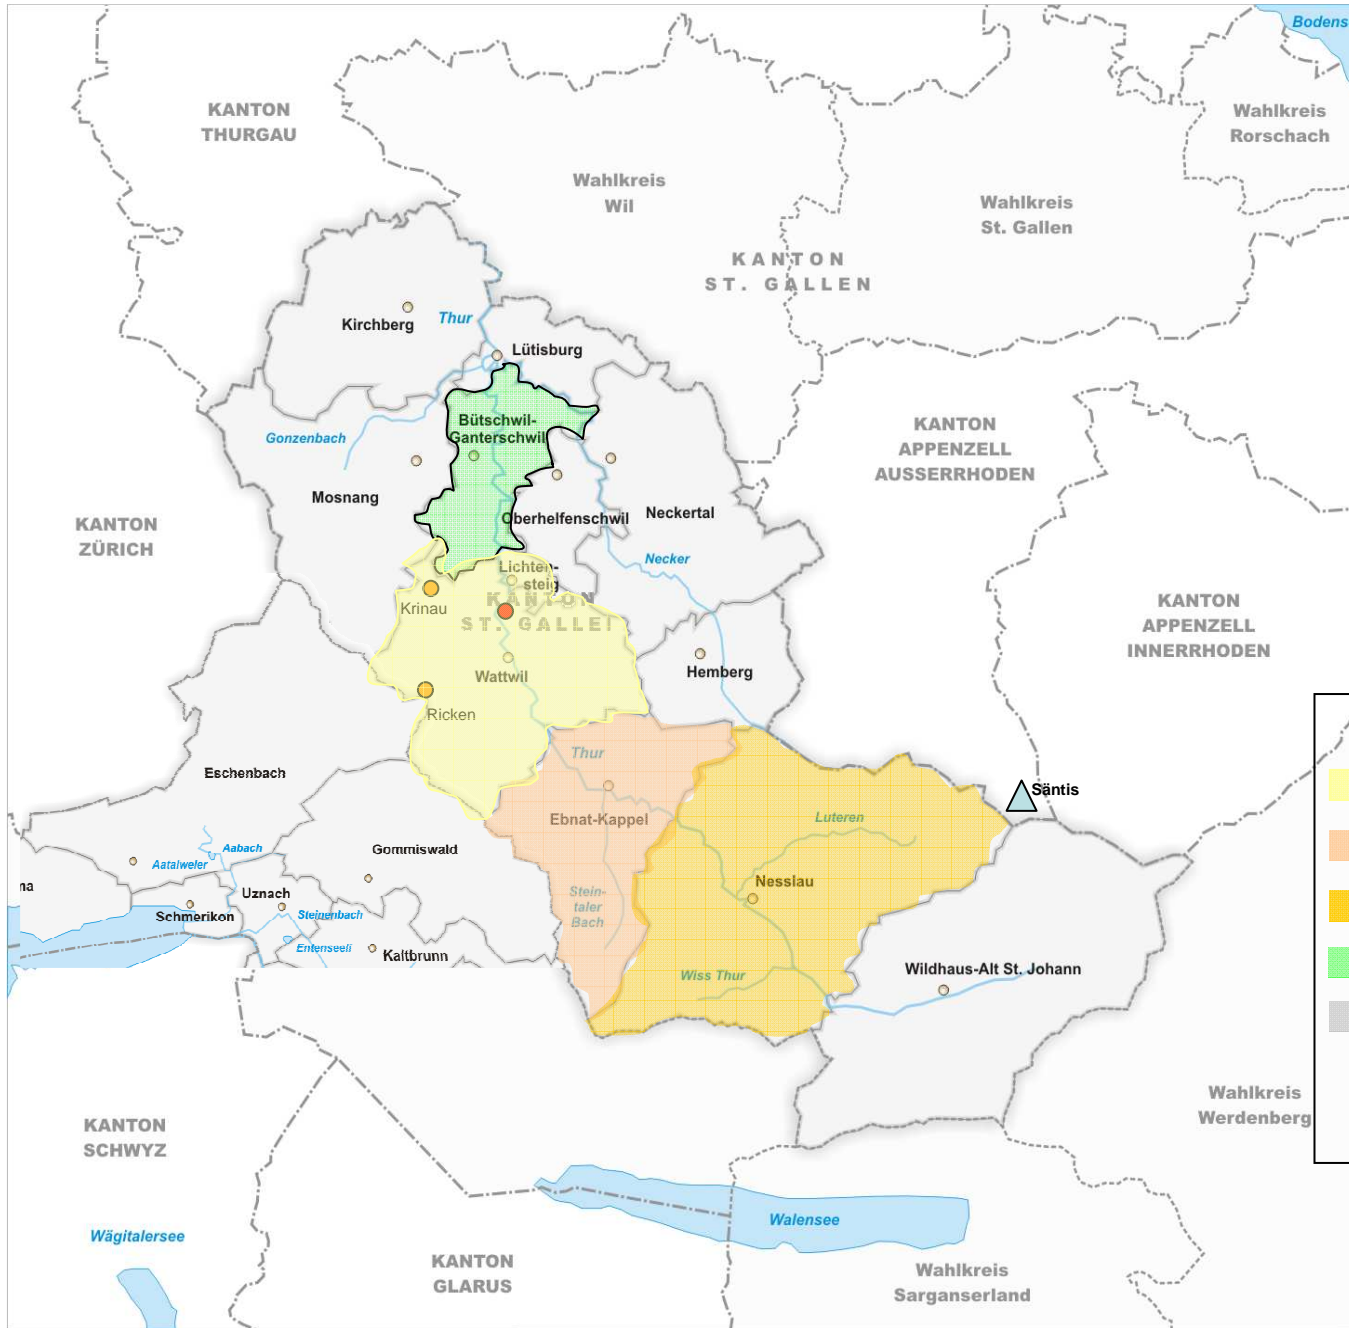 Bodens
KANTON
THURGAU
Wahlkreis
Rorschach
Wahlkreis
Wil
Wahlkreis
St. Gallen
KANTON
ST. GALLEN
Kirchberg
Thur
Lütisburg
Bütschwil-
Ganterschwil
Gonzenbach
KANTON
APPENZELL
AUSSERRHODEN
Mosnang
Oberhelfenschwil
Neckertal
KANTON
ZÜRICH
Necker
Lichten-
steig
Krinau
KANTON
ST. GALLEI
KANTON
APPENZELL
INNERRHODEN
Wattwil
Hemberg
Ricken
Thur
Eschenbach
Säntis
Ebnat-Kappel
Luteren
Aabach
Aatalweiler
Gommiswald
na
Uznach
Nesslau
Schmerikon
Steinenbach
Stein-
taler
Bach
Entenseeli
Kaltbrunn
Wiss Thur
Wildhaus-Alt St. Johann
KANTON
SCHWYZ
Wahlkreis
Werdenberg
Walensee
Wägitalersee
KANTON
GLARUS
Wahlkreis
Sarganserland